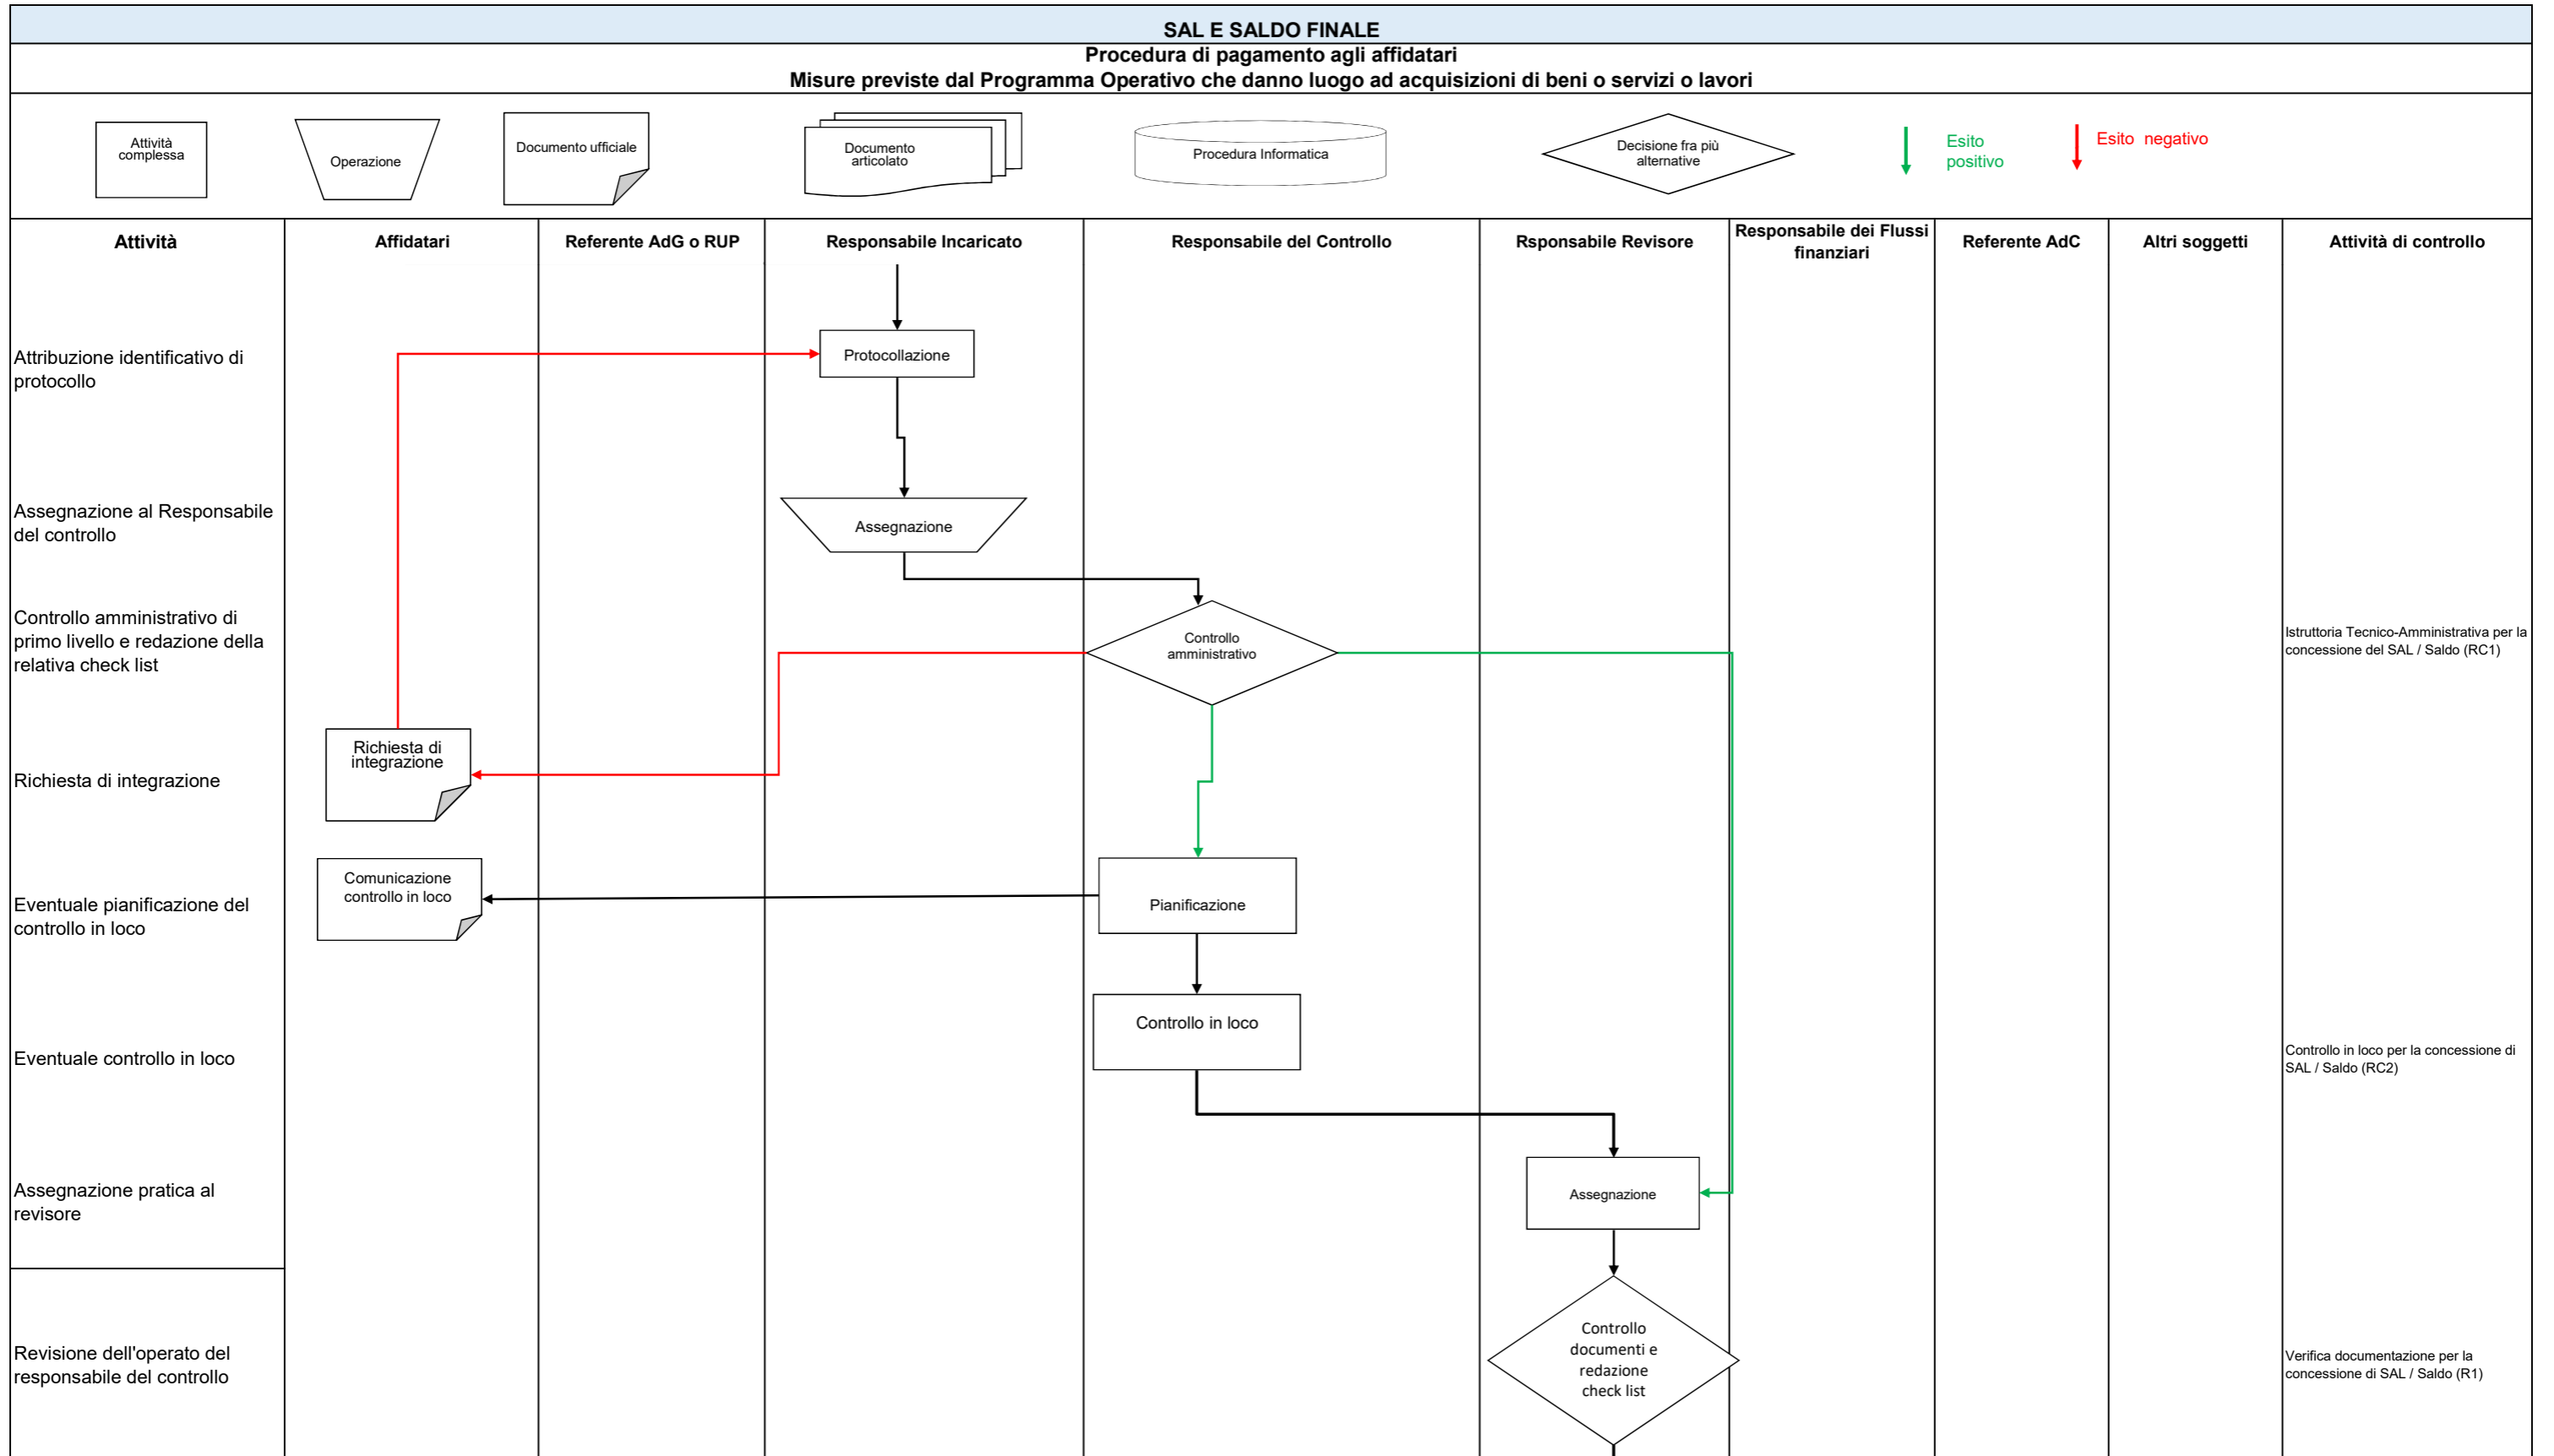 SAL E SALDO FINALE
Procedura di pagamento agli affidatari
Misure previste dal Programma Operativo che danno luogo ad acquisizioni di beni o servizi o lavori
Attività
complessa
Operazione
Documento ufficiale
Documento
articolato
Procedura Informatica
Decisione fra più
alternative
Esito
positivo
Esito negativo
Attività
Affidatari
Referente AdG o RUP
Responsabile Incaricato
Responsabile del Controllo
Rsponsabile Revisore
Responsabile dei Flussi
finanziari
Referente AdC
Altri soggetti
Attività di controllo
Attribuzione identificativo di
protocollo
Protocollazione
Assegnazione al Responsabile
del controllo
Assegnazione
Controllo amministrativo di
primo livello e redazione della
relativa check list
Controllo
amministrativo
Istruttoria Tecnico-Amministrativa per la
concessione del SAL / Saldo (RC1)
Richiesta di integrazione
Richiesta di
integrazione
Eventuale pianificazione del
controllo in loco
Comunicazione
controllo in loco
Pianificazione
Eventuale controllo in loco
Controllo in loco
Controllo in loco per la concessione di
SAL / Saldo (RC2)
Assegnazione pratica al
revisore
Assegnazione
Revisione dell'operato del
responsabile del controllo
Controllo
documenti e
redazione
check list
Verifica documentazione per la
concessione di SAL / Saldo (R1)